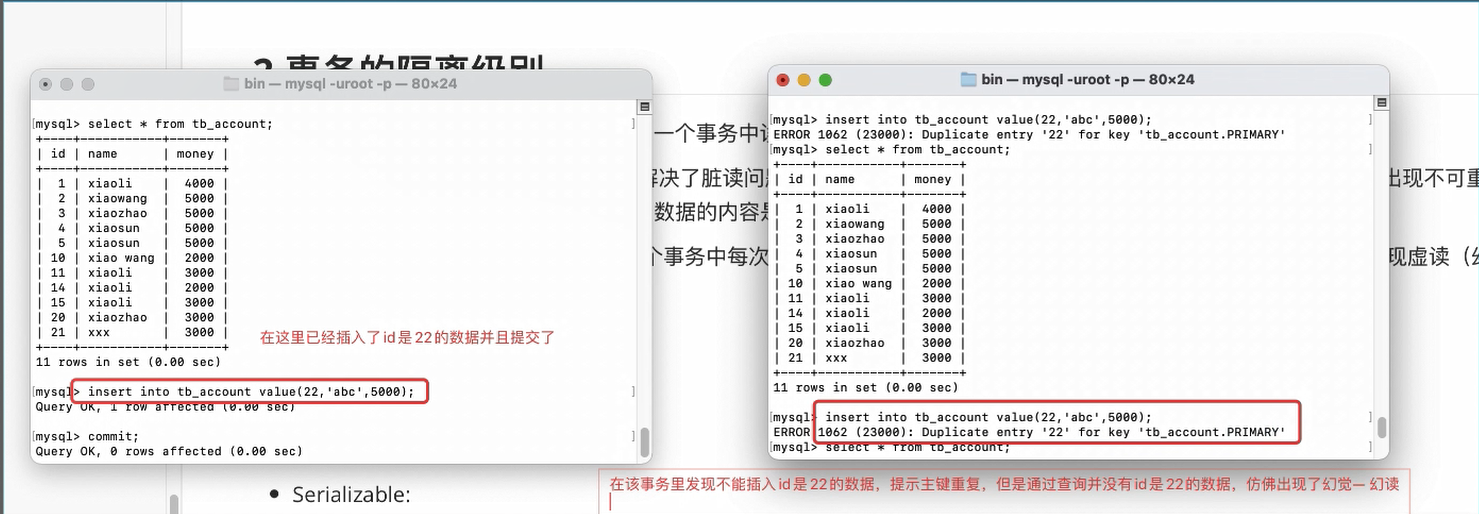 2 事务的隔离级别
bin — mysql -uroot -p — 80×24
mysql> select * from tb_account;
+----+-----------+-------+
| id | name      | money |
+----+-----------+-------+
|  1 | xiaoli    |  4000 |
|  2 | xiaowang  |  5000 |
|  3 | xiaozhao  |  5000 |
|  4 | xiaosun   |  5000 |
|  5 | xiaosun   |  5000 |
| 10 | xiao wang |  2000 |
| 11 | xiaoli    |  3000 |
| 14 | xiaoli    |  2000 |
| 15 | xiaoli    |  3000 |
| 20 | xiaozhao  |  3000 |
| 21 | xxx       |  3000 |
+----+-----------+-------+
11 rows in set (0.00 sec)
在这里已经插入了id是22的数据并且提交了
mysql> insert into tb_account value(22,'abc',5000);
Query OK, 1 row affected (0.00 sec)
mysql> commit;
Query OK, 0 rows affected (0.00 sec)
一个事务中
解决了脏读问
数据的内容是
个事务中每次
bin — mysql -uroot -p — 80×24
mysql> insert into tb_account value(22,'abc',5000);
ERROR 1062 (23000): Duplicate entry '22' for key 'tb_account.PRIMARY'
mysql> select * from tb_account;
+----+-----------+-------+
| id | name      | money |
+----+-----------+-------+
|  1 | xiaoli    |  4000 |
|  2 | xiaowang  |  5000 |
|  3 | xiaozhao  |  5000 |
|  4 | xiaosun   |  5000 |
|  5 | xiaosun   |  5000 |
| 10 | xiao wang |  2000 |
| 11 | xiaoli    |  3000 |
| 14 | xiaoli    |  2000 |
| 15 | xiaoli    |  3000 |
| 20 | xiaozhao  |  3000 |
| 21 | xxx       |  3000 |
+----+-----------+-------+
11 rows in set (0.00 sec)
mysql> insert into tb_account value(22,'abc',5000);
ERROR 1062 (23000): Duplicate entry '22' for key 'tb_account.PRIMARY'
mysql> select * from tb_account;
出现不可重
现虚读（
在该事务里发现不能插入id是22的数据，提示主键重复，但是通过查询并没有id是22的数据，仿佛出现了幻觉— 幻读
● Serializable: